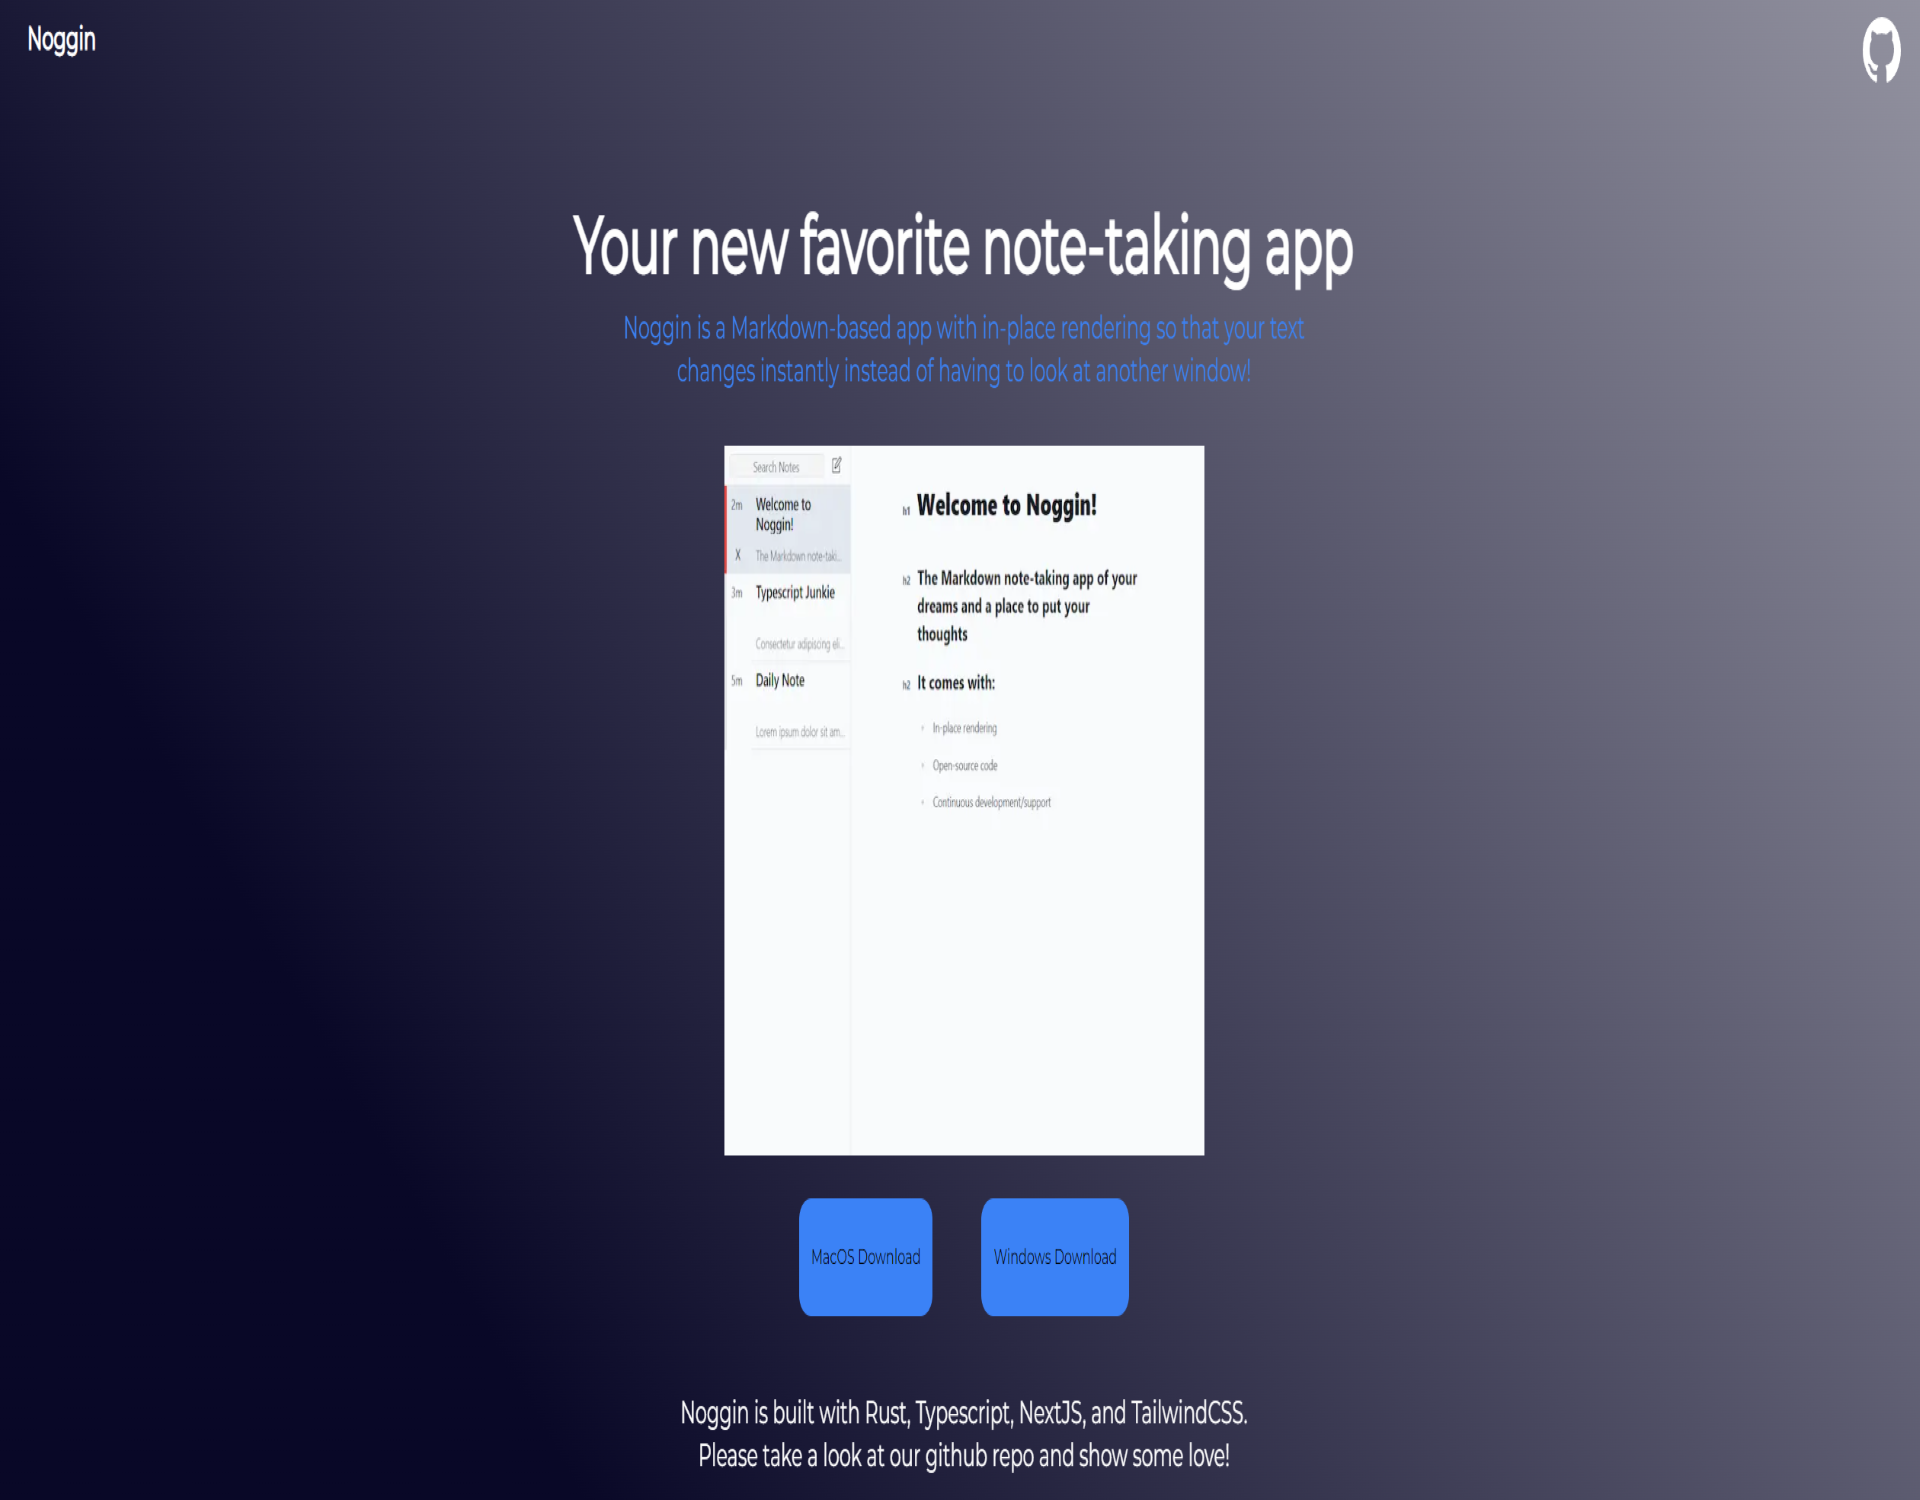 Noggin
Your new favorite note-taking app
Noggin is a Markdown-based app with in-place rendering so that your text
changes instantly instead of having to look at another window!
Search Notes
2m Welcome to
Noggin!
X The Markdown note-taki...
3m Typescript Junkie
Consectetur adipiscing eli...
5m Daily Note
Lorem ipsum dolor sit am...
h1 Welcome to Noggin!
h2 The Markdown note-taking app of your
dreams and a place to put your
thoughts
h2 It comes with:
In-place rendering
Open-source code
Continuous development/support
MacOS Download
Windows Download
Noggin is built with Rust, Typescript, NextJS, and TailwindCSS.
Please take a look at our github repo and show some love!